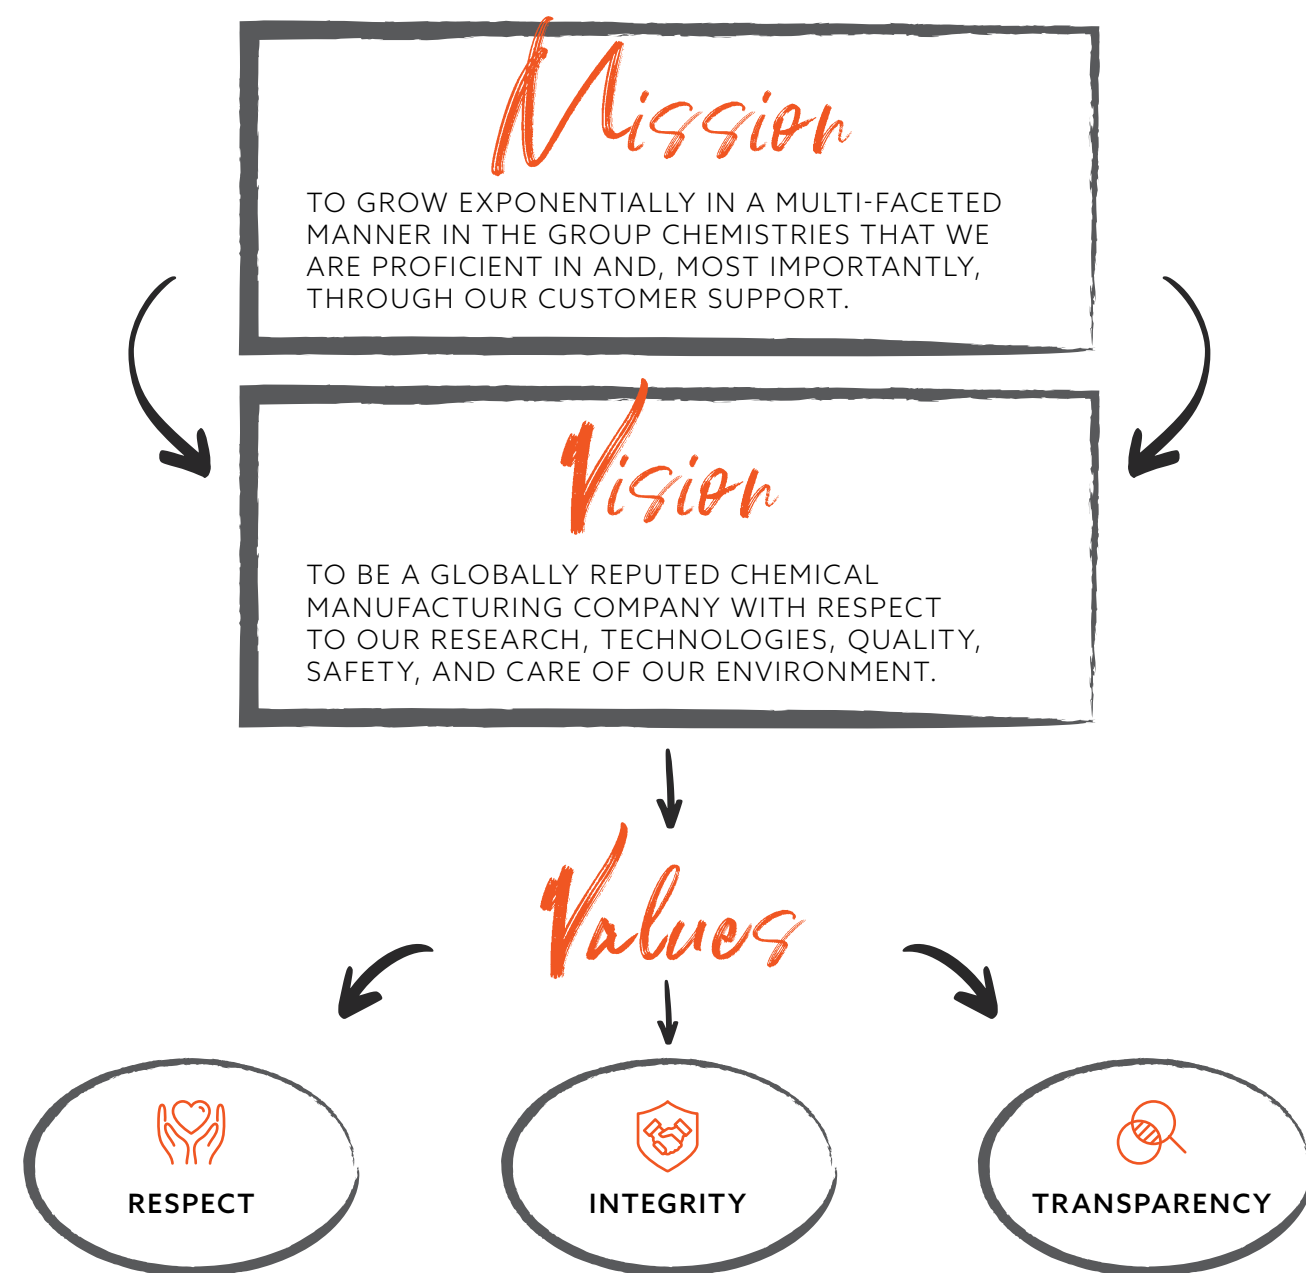 Mission
TO GROW EXPONENTIALLY IN A MULTI-FACETED
MANNER IN THE GROUP CHEMISTRIES THAT WE
ARE PROFICIENT IN AND, MOST IMPORTANTLY,
THROUGH OUR CUSTOMER SUPPORT.
Vision
TO BE A GLOBALLY REPUTED CHEMICAL
MANUFACTURING COMPANY WITH RESPECT
TO OUR RESEARCH, TECHNOLOGIES, QUALITY,
SAFETY, AND CARE OF OUR ENVIRONMENT.
Values
RESPECT
INTEGRITY
TRANSPARENCY